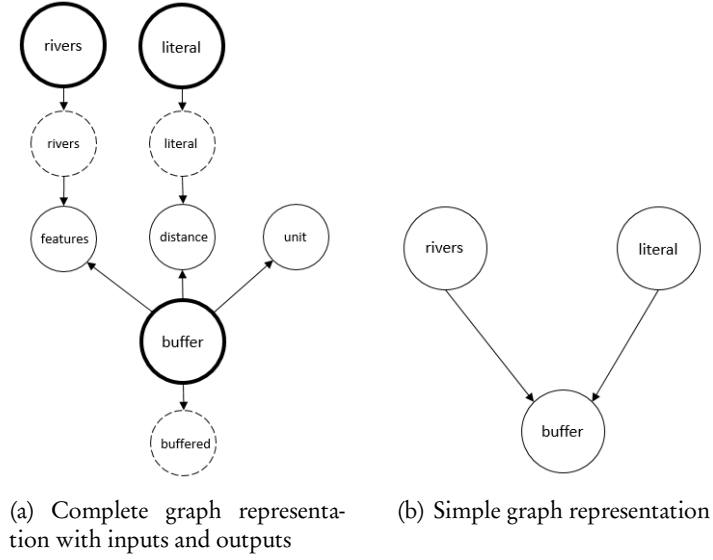 rivers
literal
rivers
literal
features
distance
unit
buffer
buffered
(a) Complete graph representa-
tion with inputs and outputs
rivers
literal
buffer
(b) Simple graph representation